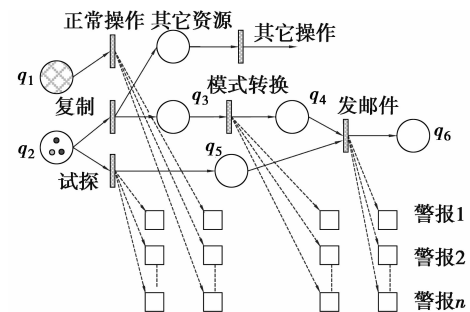 正常操作 其它资源
其它操作
q1
复制
q3 模式转换 q4
发邮件
q2
q5
q6
试探
警报1
警报2
警报n